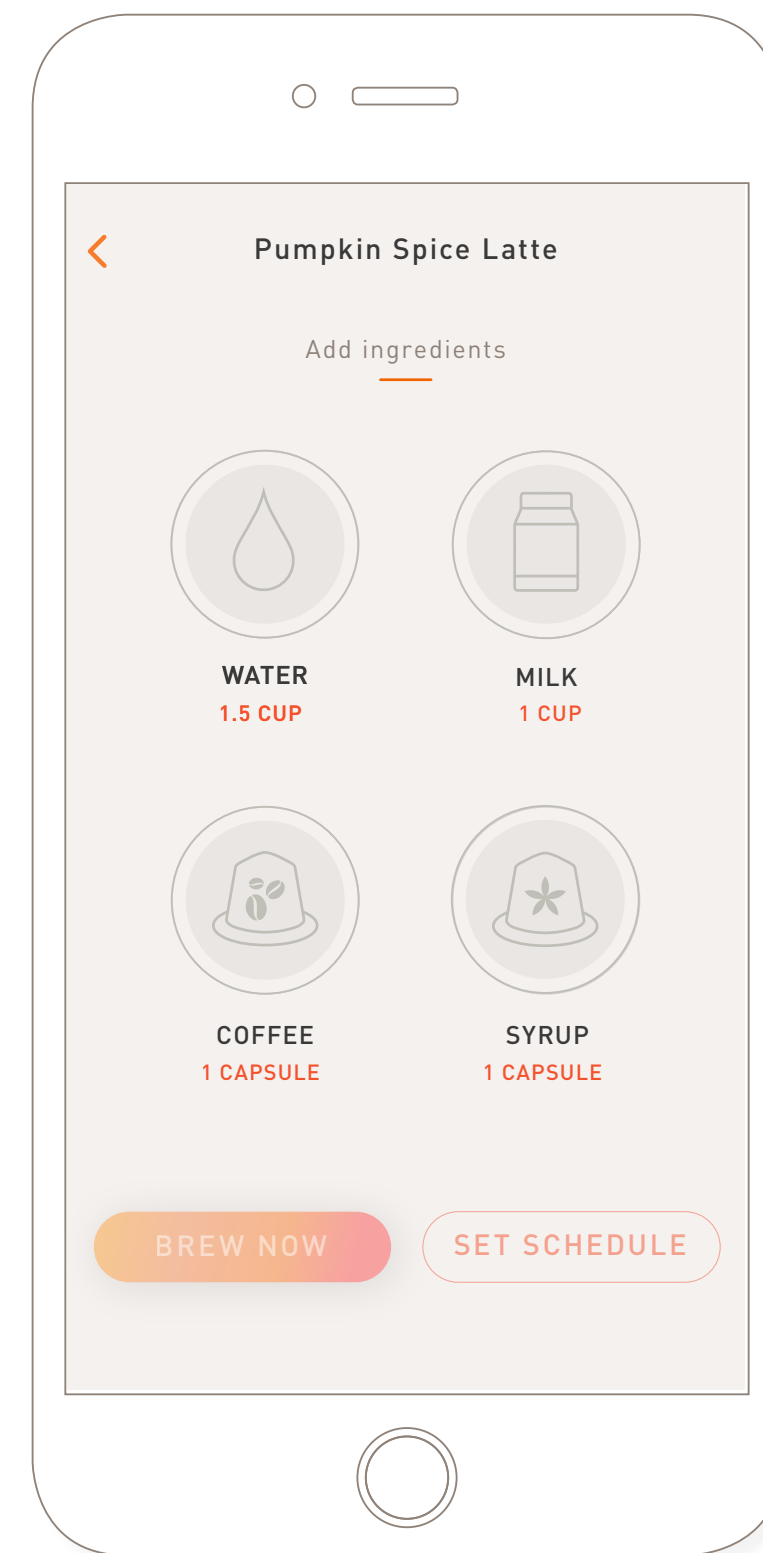 Pumpkin Spice Latte
Add ingredients
WATER
1.5 CUP
MILK
1 CUP
COFFEE
1 CAPSULE
SYRUP
1 CAPSULE
BREW NOW
SET SCHEDULE